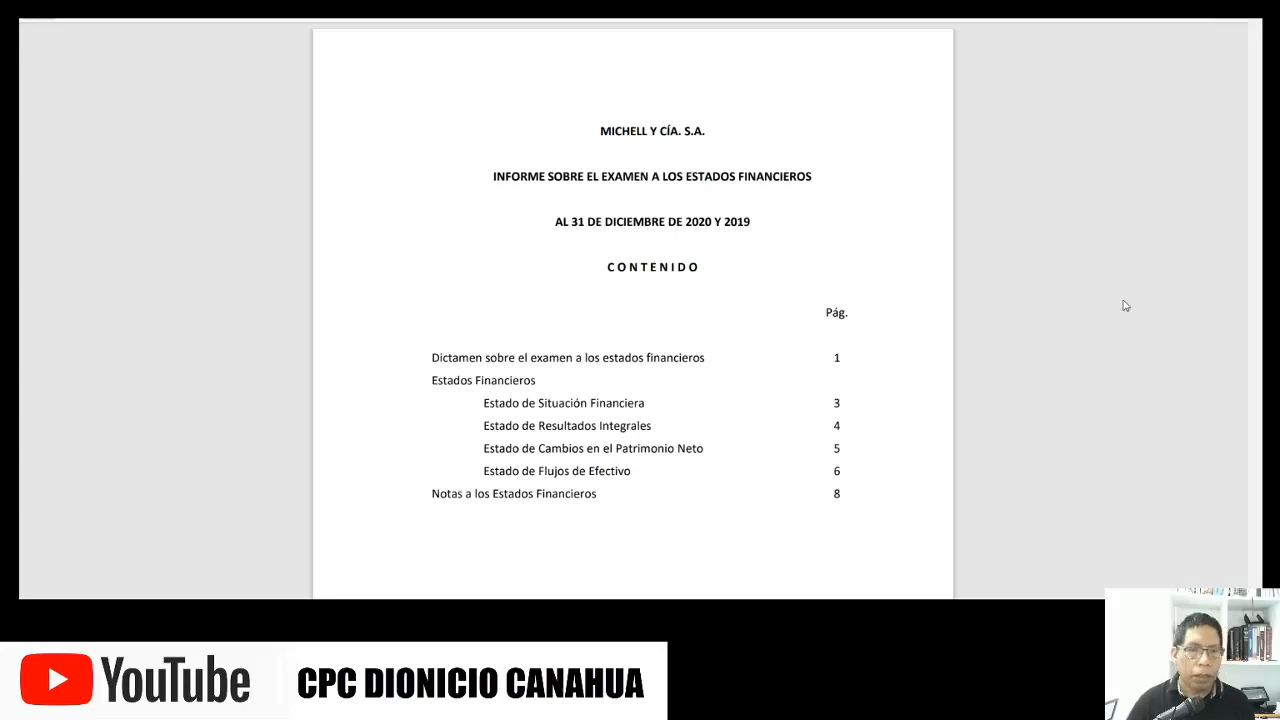 MICHELL Y CÍA. S.A.
INFORME SOBRE EL EXAMEN A LOS ESTADOS FINANCIEROS
AL 31 DE DICIEMBRE DE 2020 Y 2019
C O N T E N I D O
Pág.
Dictamen sobre el examen a los estados financieros 1
Estados Financieros
Estado de Situación Financiera 3
Estado de Resultados Integrales 4
Estado de Cambios en el Patrimonio Neto 5
Estado de Flujos de Efectivo 6
Notas a los Estados Financieros 8
YouTube CPC DIONICIO CANAHUA